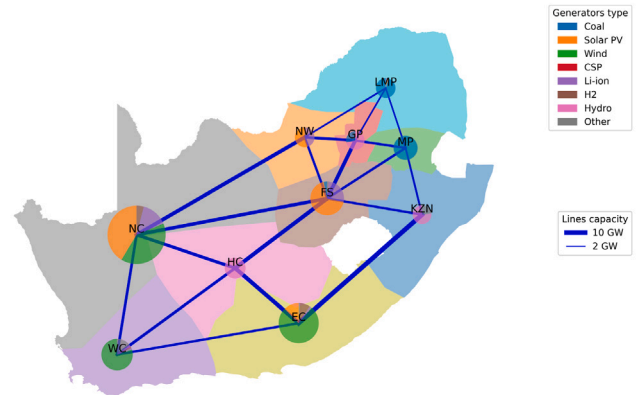 Generators type
Coal
Solar PV
Wind
CSP
Li-ion
H2
Hydro
Other
LMP
NW
GP
MP
FS
KZN
NC
HC
EC
WC
Lines capacity
10 GW
2 GW